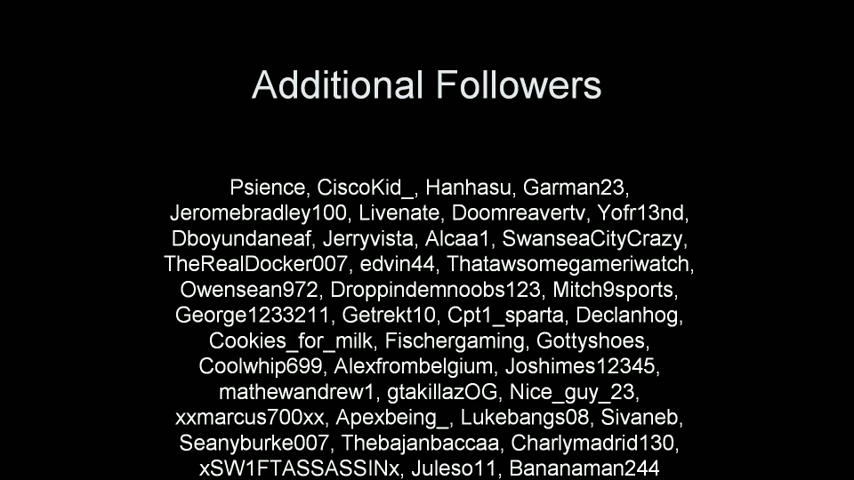 Additional Followers
Psience, CiscoKid_, Hanhasu, Garman23,
Jeromebradley100, Livenate, Doomreavertv, Yofr13nd,
Dboyundaneaf, Jerryvista, Alcaa1, SwanseaCityCrazy,
TheRealDocker007, edvin44, Thatawsomegameriwatch,
Owensean972, Droppindemnoobs123, Mitch9sports,
George1233211, Getrekt10, Cpt1_sparta, Declanhog,
Cookies_for_milk, Fischergaming, Gottyshoes,
Coolwhip699, Alexfrombelgium, Joshimes12345,
mathewandrew1, gtakillazOG, Nice_guy_23,
xxmarcus700xx, Apexbeing_, Lukebangs08, Sivaneb,
Seanyburke007, Thebajanbaccaa, Charlymadrid130,
xSW1FTASSASSINx, Juleso11, Bananaman244